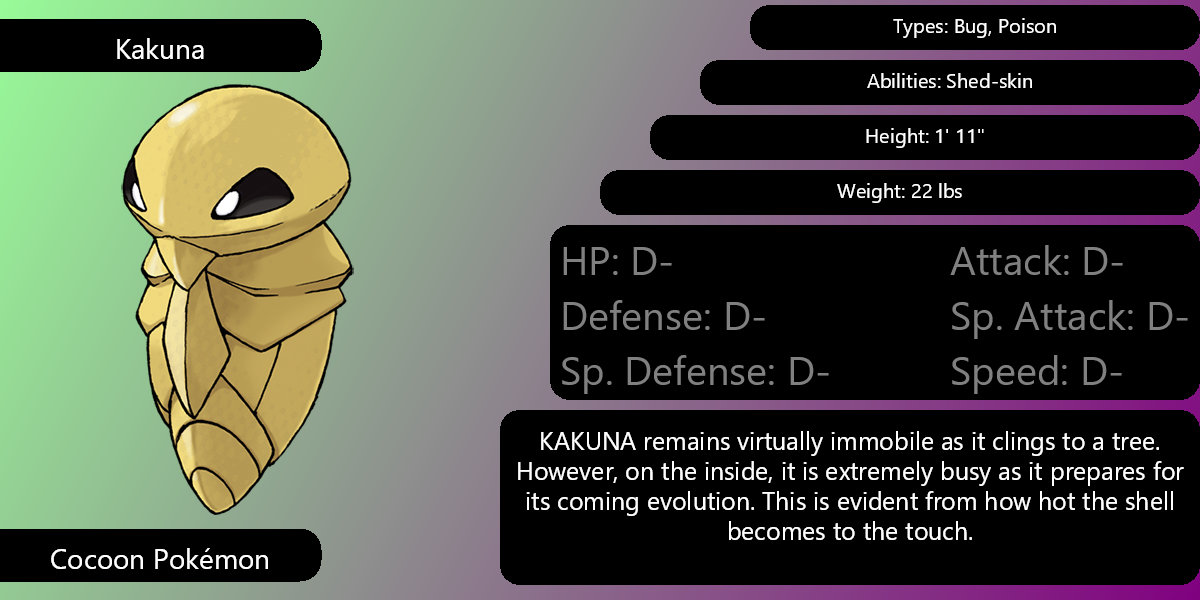 Kakuna
Types: Bug, Poison
Abilities: Shed-skin
Height: 1' 11"
Weight: 22 lbs
HP: D-
Attack: D-
Defense: D-
Sp. Attack: D-
Sp. Defense: D-
Speed: D-
KAKUNA remains virtually immobile as it clings to a tree.
However, on the inside, it is extremely busy as it prepares for
its coming evolution. This is evident from how hot the shell
becomes to the touch.
Cocoon Pokémon